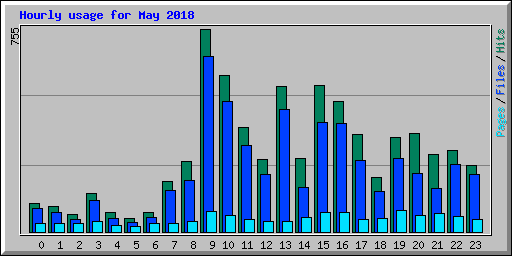 Hourly usage for May 2018
755
Pages/Files/Hits
0 1 2 3 4 5 6 7 8 9 10 11 12 13 14 15 16 17 18 19 20 21 22 23